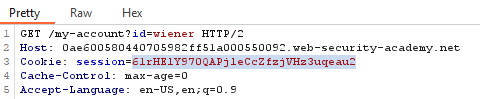 Pretty Raw Hex
1 GET /my-account?id=wiener HTTP/2
2 Host: 0ae600580440705982ff51a000550092.web-security-academy.net
3 Cookie: session=6lrHElY97OQAPjleCcZfzjVHz3uqeau2
4 Cache-Control: max-age=0
5 Accept-Language: en-US,en;q=0.9